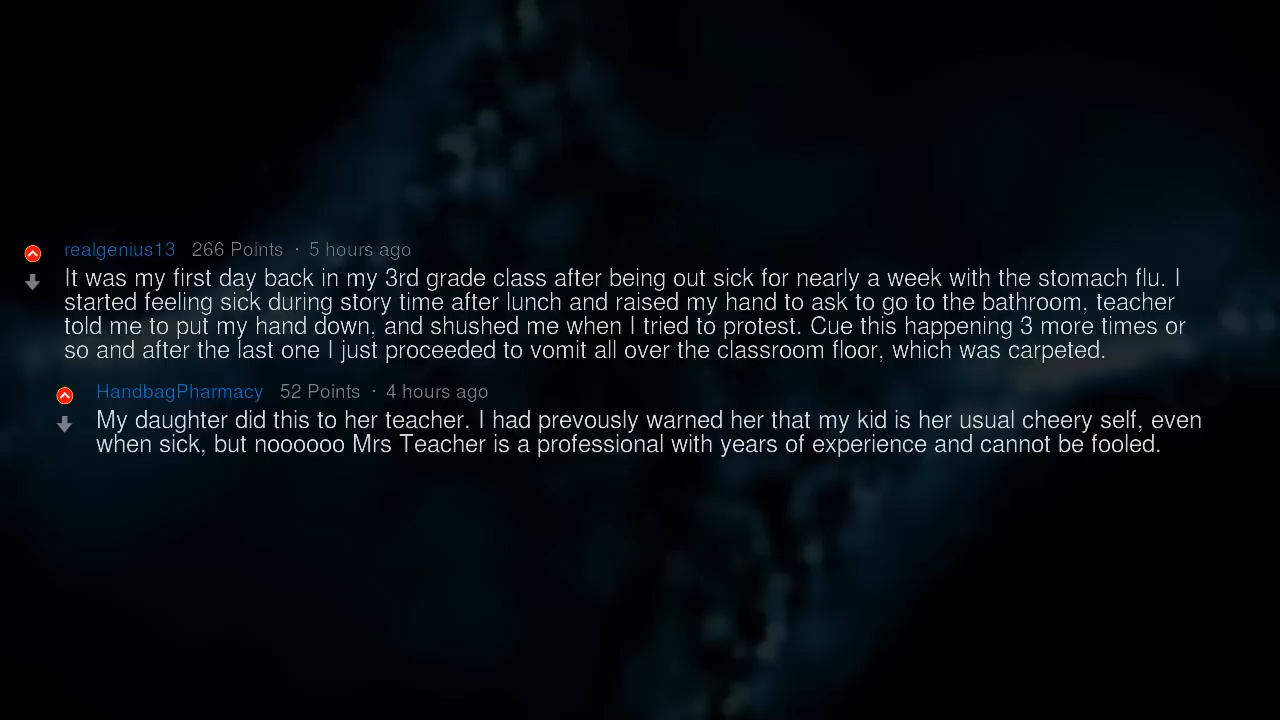 realgenius13 266 Points · 5 hours ago
It was my first day back in my 3rd grade class after being out sick for nearly a week with the stomach flu. I
started feeling sick during story time after lunch and raised my hand to ask to go to the bathroom, teacher
told me to put my hand down, and shushed me when I tried to protest. Cue this happening 3 more times or
so and after the last one I just proceeded to vomit all over the classroom floor, which was carpeted.
HandbagPharmacy 52 Points · 4 hours ago
My daughter did this to her teacher. I had prevously warned her that my kid is her usual cheery self, even
when sick, but noooooo Mrs Teacher is a professional with years of experience and cannot be fooled.